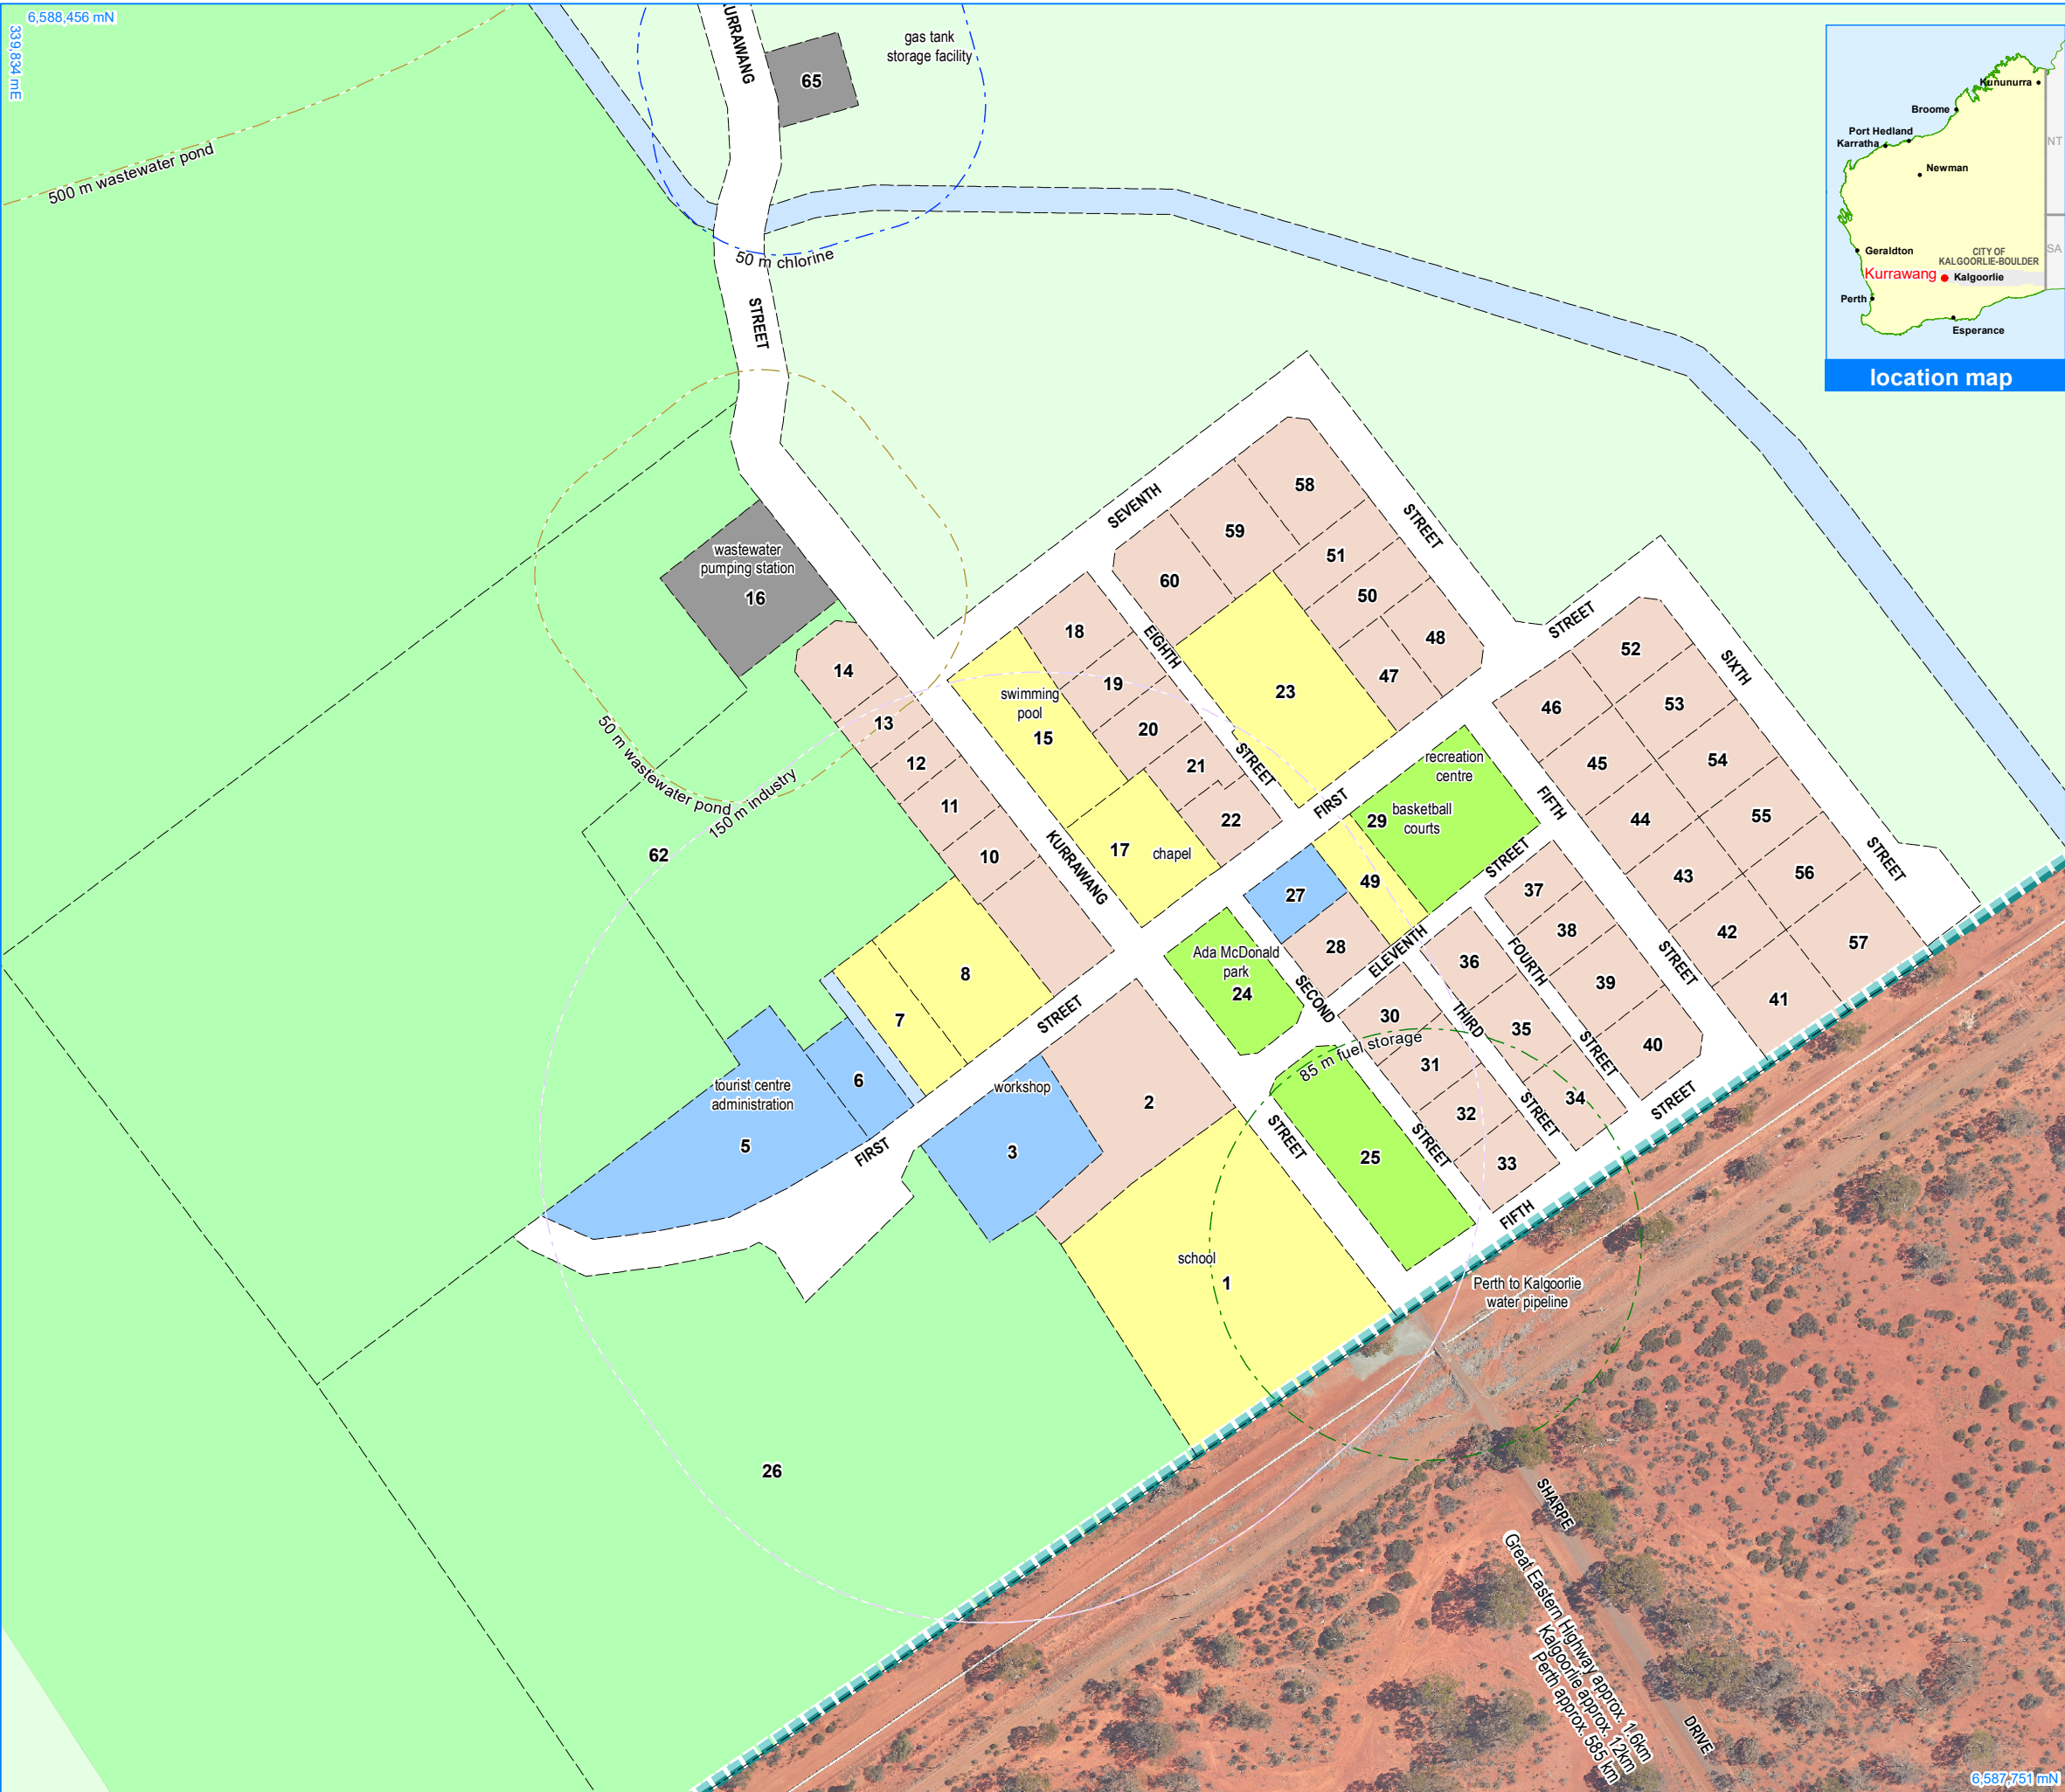 6,588,456 mN
339,834 mE
500 m wastewater pond
KURRAWANG
STREET
65
gas tank
storage facility
50 m chlorine
Kununurra
Broome
Port Hedland
Karratha
Newman
NT
Geraldton
CITY OF
KALGOORLIE-BOULDER
SA
Kurrawang
Kalgoorlie
Perth
Esperance
location map
wastewater
pumping station
16
50 m wastewater pond
150 m industry
62
SEVENTH
STREET
58
59
60
51
50
48
47
23
EIGHTH
STREET
18
19
20
21
22
swimming
pool
15
17
chapel
14
13
12
11
10
KURRAWANG
STREET
FIRST
STREET
52
53
54
55
56
57
46
45
44
43
42
41
SIXTH
STREET
FIFTH
STREET
recreation
centre
29
basketball
courts
49
27
28
ELEVENTH
STREET
37
38
39
40
FOURTH
STREET
36
35
34
THIRD
STREET
30
31
32
33
SECOND
STREET
Ada McDonald
park
24
85 m fuel storage
25
FIFTH
STREET
8
7
6
tourist centre
administration
5
FIRST
STREET
workshop
3
2
school
1
26
Perth to Kalgoorlie
water pipeline
SHARPE
DRIVE
Great Eastern Highway approx. 1.6km
Kalgoorlie approx. 12km
Perth approx. 585 km
6,587,751 mN